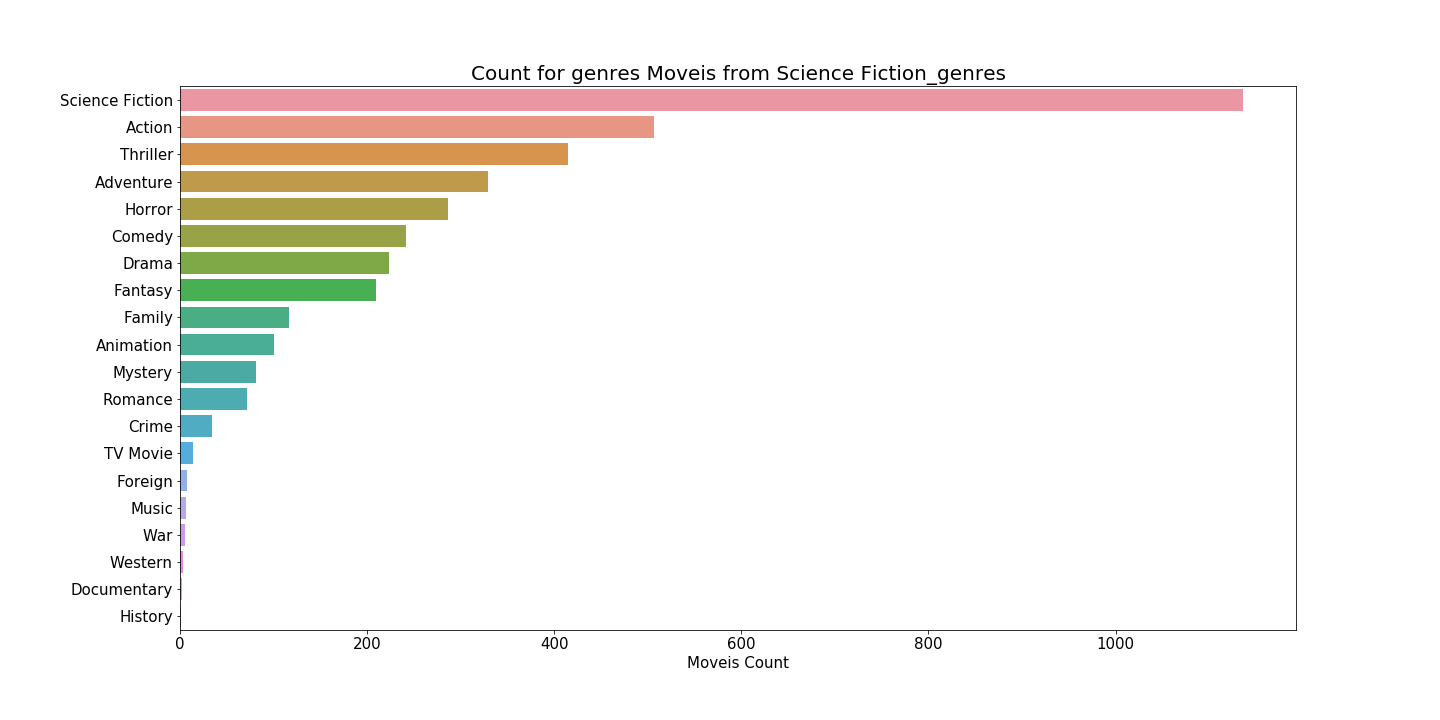 Count for genres Moveis from Science Fiction_genres
Science Fiction
Action
Thriller
Adventure
Horror
Comedy
Drama
Fantasy
Family
Animation
Mystery
Romance
Crime
TV Movie
Foreign
Music
War
Western
Documentary
History
0 200 400 600 800 1000
Moveis Count